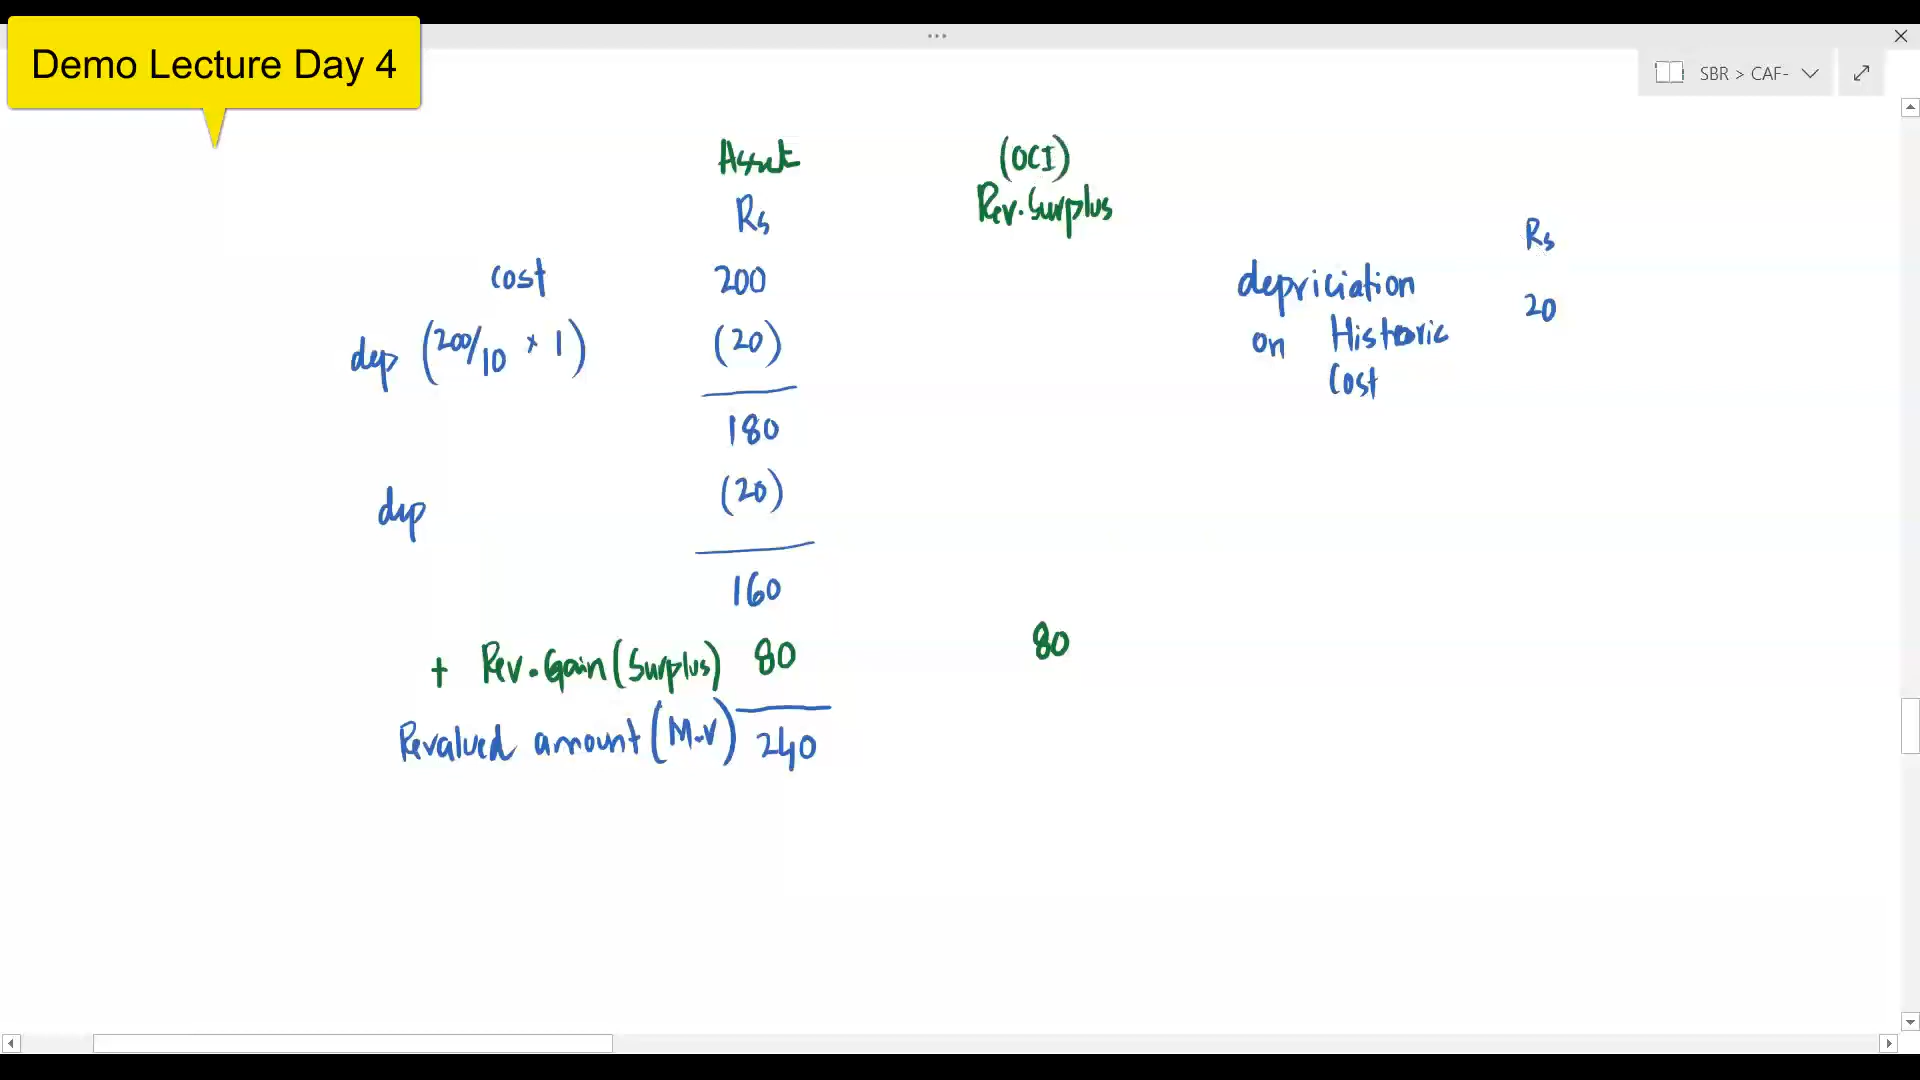 Demo Lecture Day 4
SBR > CAF-
Asset (OCI)
Rs Rev. Surplus
Rs
cost 200 depriciation 20
dep (200/10 × 1) (20) on Historic
Cost
180
dep (20)
160
+ Rev. Gain (Surplus) 80 80
Revalued amount (M.V) 240